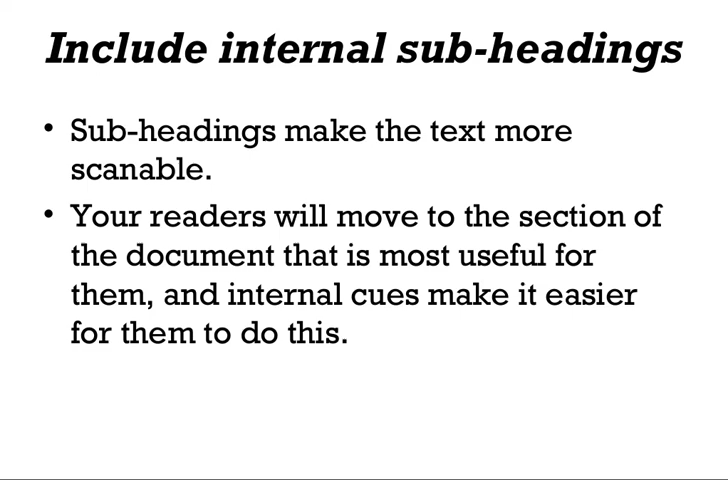 Include internal sub-headings
• Sub-headings make the text more
scanable.
• Your readers will move to the section of
the document that is most useful for
them, and internal cues make it easier
for them to do this.